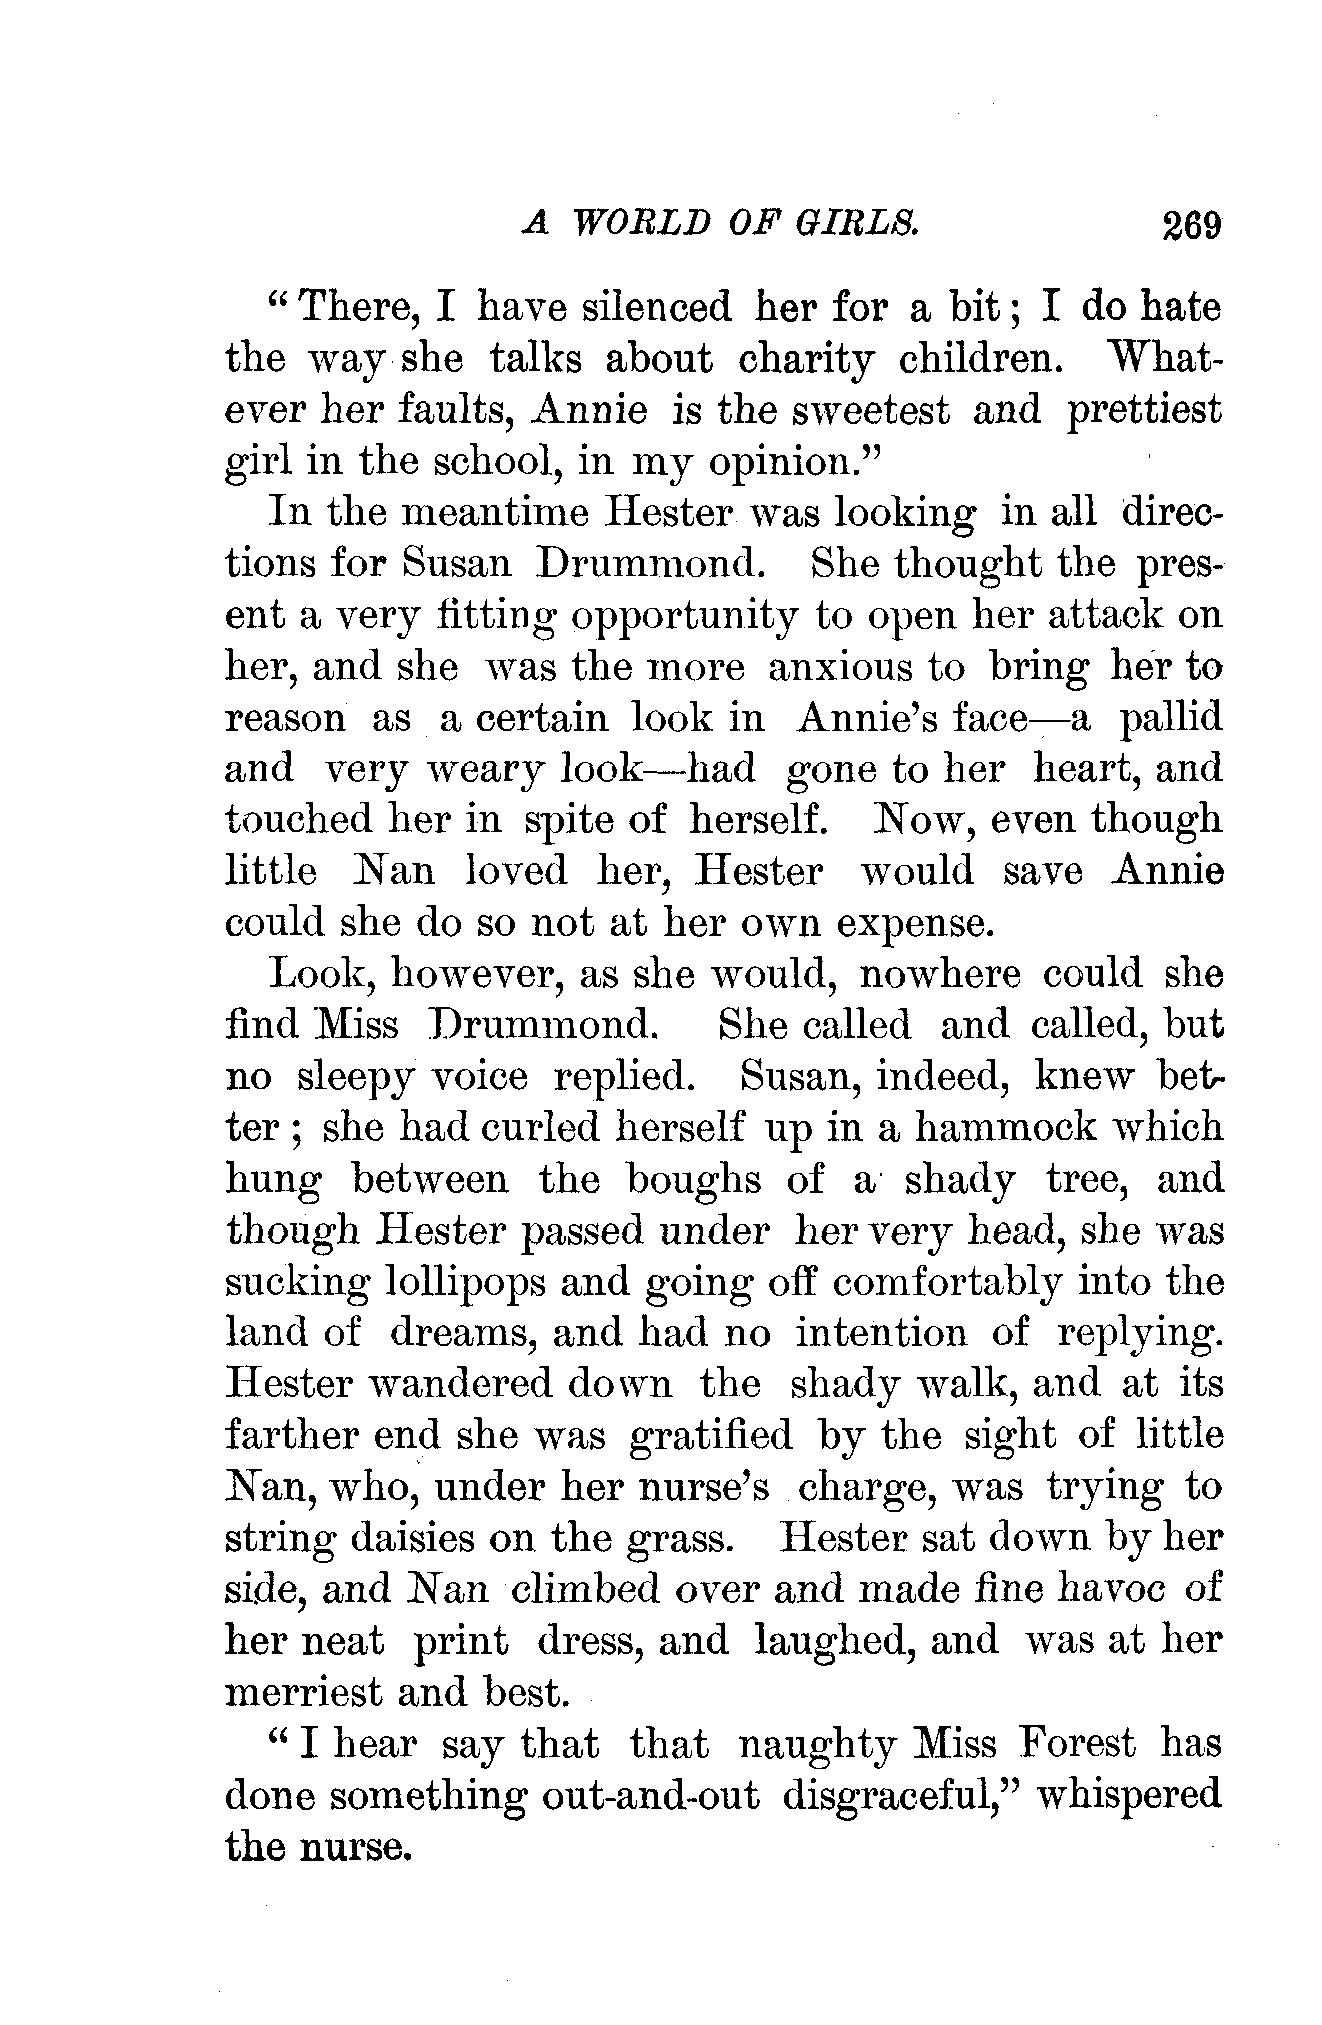 A WORLD OF GIRLS. 269
“There, I have silenced her for a bit; I do hate
the way she talks about charity children. What-
ever her faults, Annie is the sweetest and prettiest
girl in the school, in my opinion.”
In the meantime Hester was looking in all direc-
tions for Susan Drummond. She thought the pres-
ent a very fitting opportunity to open her attack on
her, and she was the more anxious to bring her to
reason as a certain look in Annie’s face—a pallid
and very weary look—had gone to her heart, and
touched her in spite of herself. Now, even though
little Nan loved her, Hester would save Annie
could she do so not at her own expense.
Look, however, as she would, nowhere could she
find Miss Drummond. She called and called, but
no sleepy voice replied. Susan, indeed, knew bet-
ter; she had curled herself up in a hammock which
hung between the boughs of a shady tree, and
though Hester passed under her very head, she was
sucking lollipops and going off comfortably into the
land of dreams, and had no intention of replying.
Hester wandered down the shady walk, and at its
farther end she was gratified by the sight of little
Nan, who, under her nurse’s charge, was trying to
string daisies on the grass. Hester sat down by her
side, and Nan climbed over and made fine havoc of
her neat print dress, and laughed, and was at her
merriest and best.
“I hear say that that naughty Miss Forest has
done something out-and-out disgraceful,” whispered
the nurse.